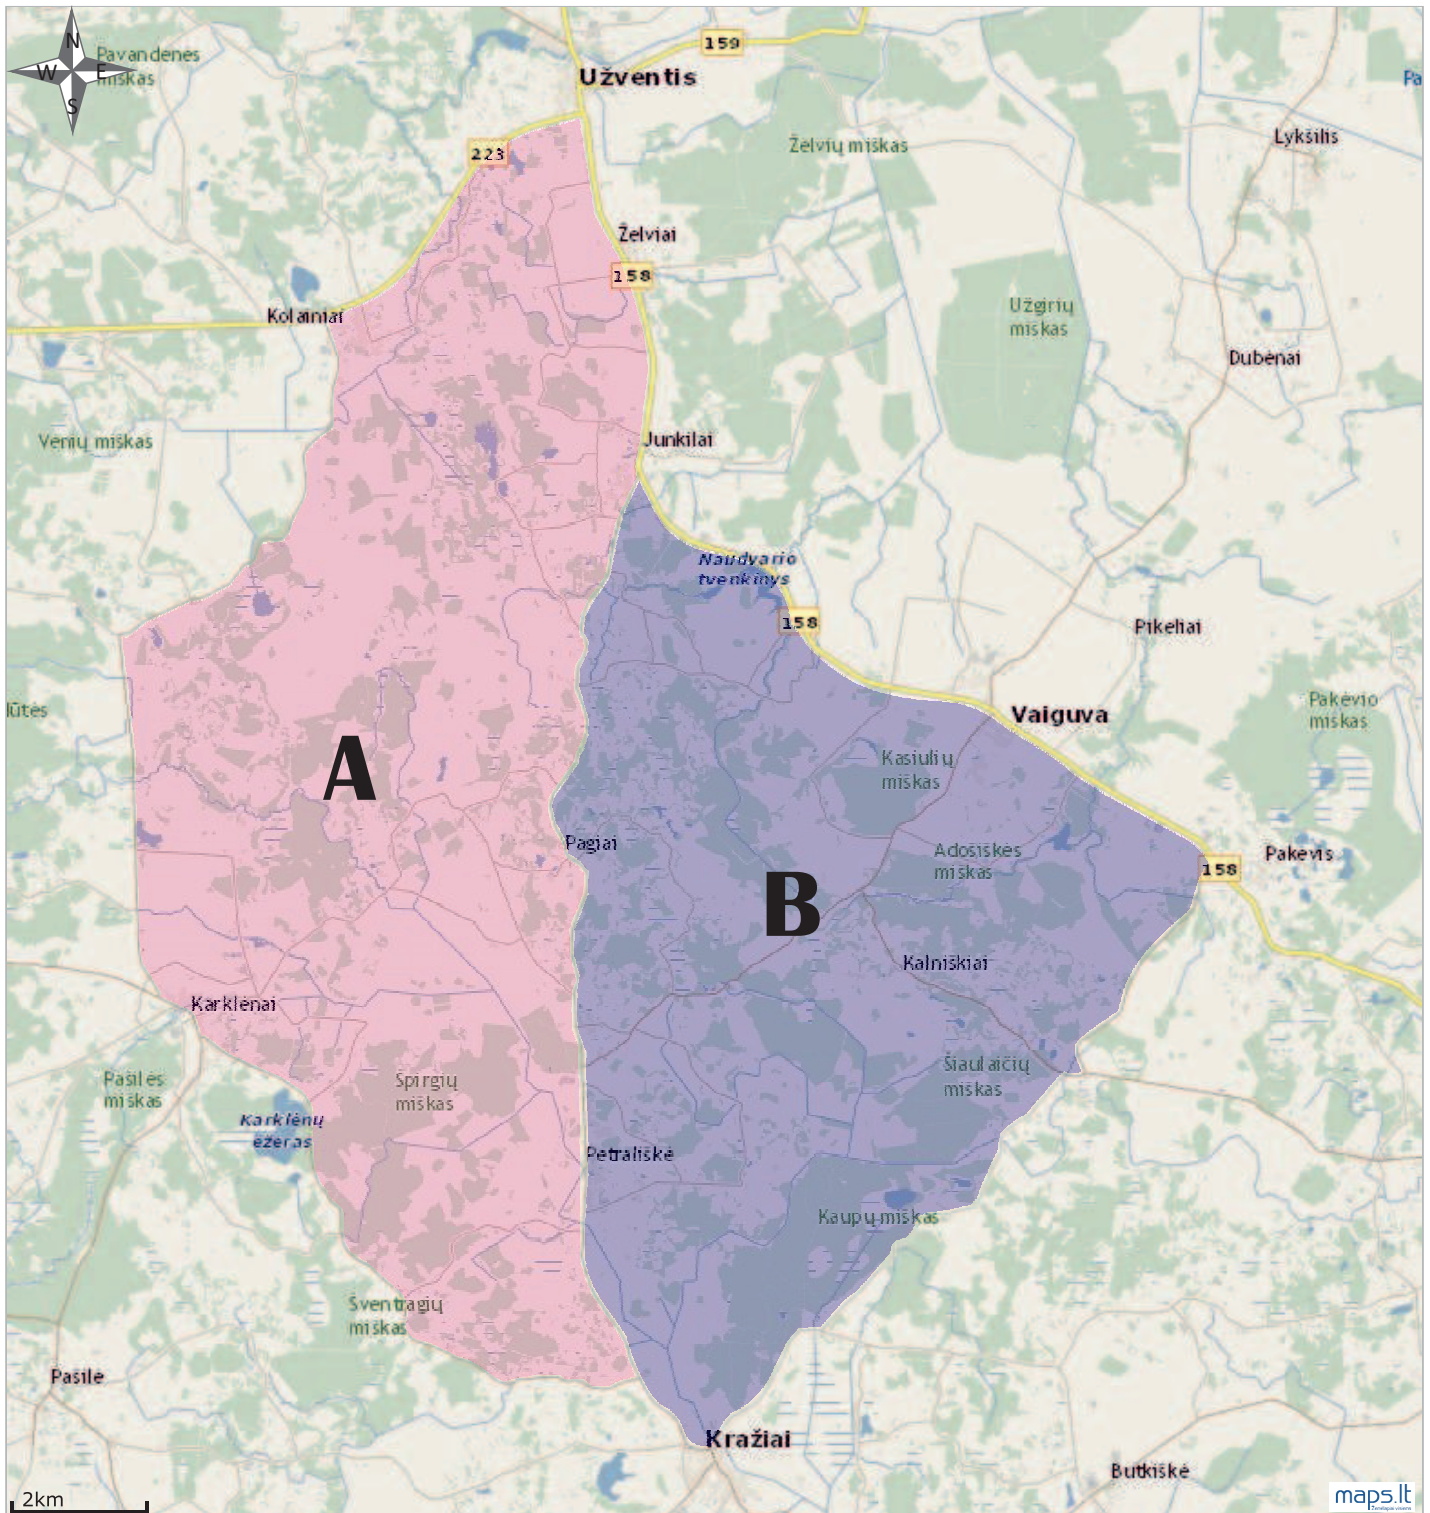 N
W E
S
Pavandenės
miškas
159
Užventis
Pa
223
Želvių miškas
Lykšilis
Želviai
158
Kolainiai
Užgirių
miškas
Dubėnai
Vėnių miškas
Junkilai
Naudvario
tvenkinys
158
Pikeliai
lūtės
Vaiguva
Pakėvio
miškas
A
Kasiulių
miškas
Pagiai
Adošiškės
miškas
158
Pakėvis
B
Kalniškiai
Karklėnai
Pašilės
miškas
Spirgių
miškas
Šiaulaičių
miškas
Karklėnų
ežeras
Petrališkė
Kaupų miškas
Šventragių
miškas
Pašilė
Kražiai
Butkiškė
2km
maps.lt